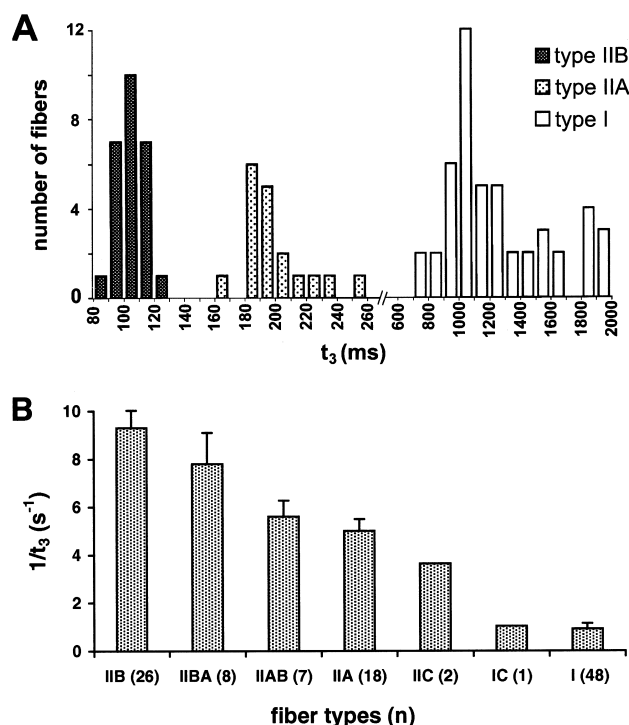 A
12
8
4
0
number of fibers
type IIB
type IIA
type I
80 100 120 140 160 180 200 220 240 260 600 800 1000 1200 1400 1600 1800 2000
t3 (ms)
B
10
8
6
4
2
0
1/t3 (s-1)
IIB (26) IIBA (8) IIAB (7) IIA (18) IIC (2) IC (1) I (48)
fiber types (n)